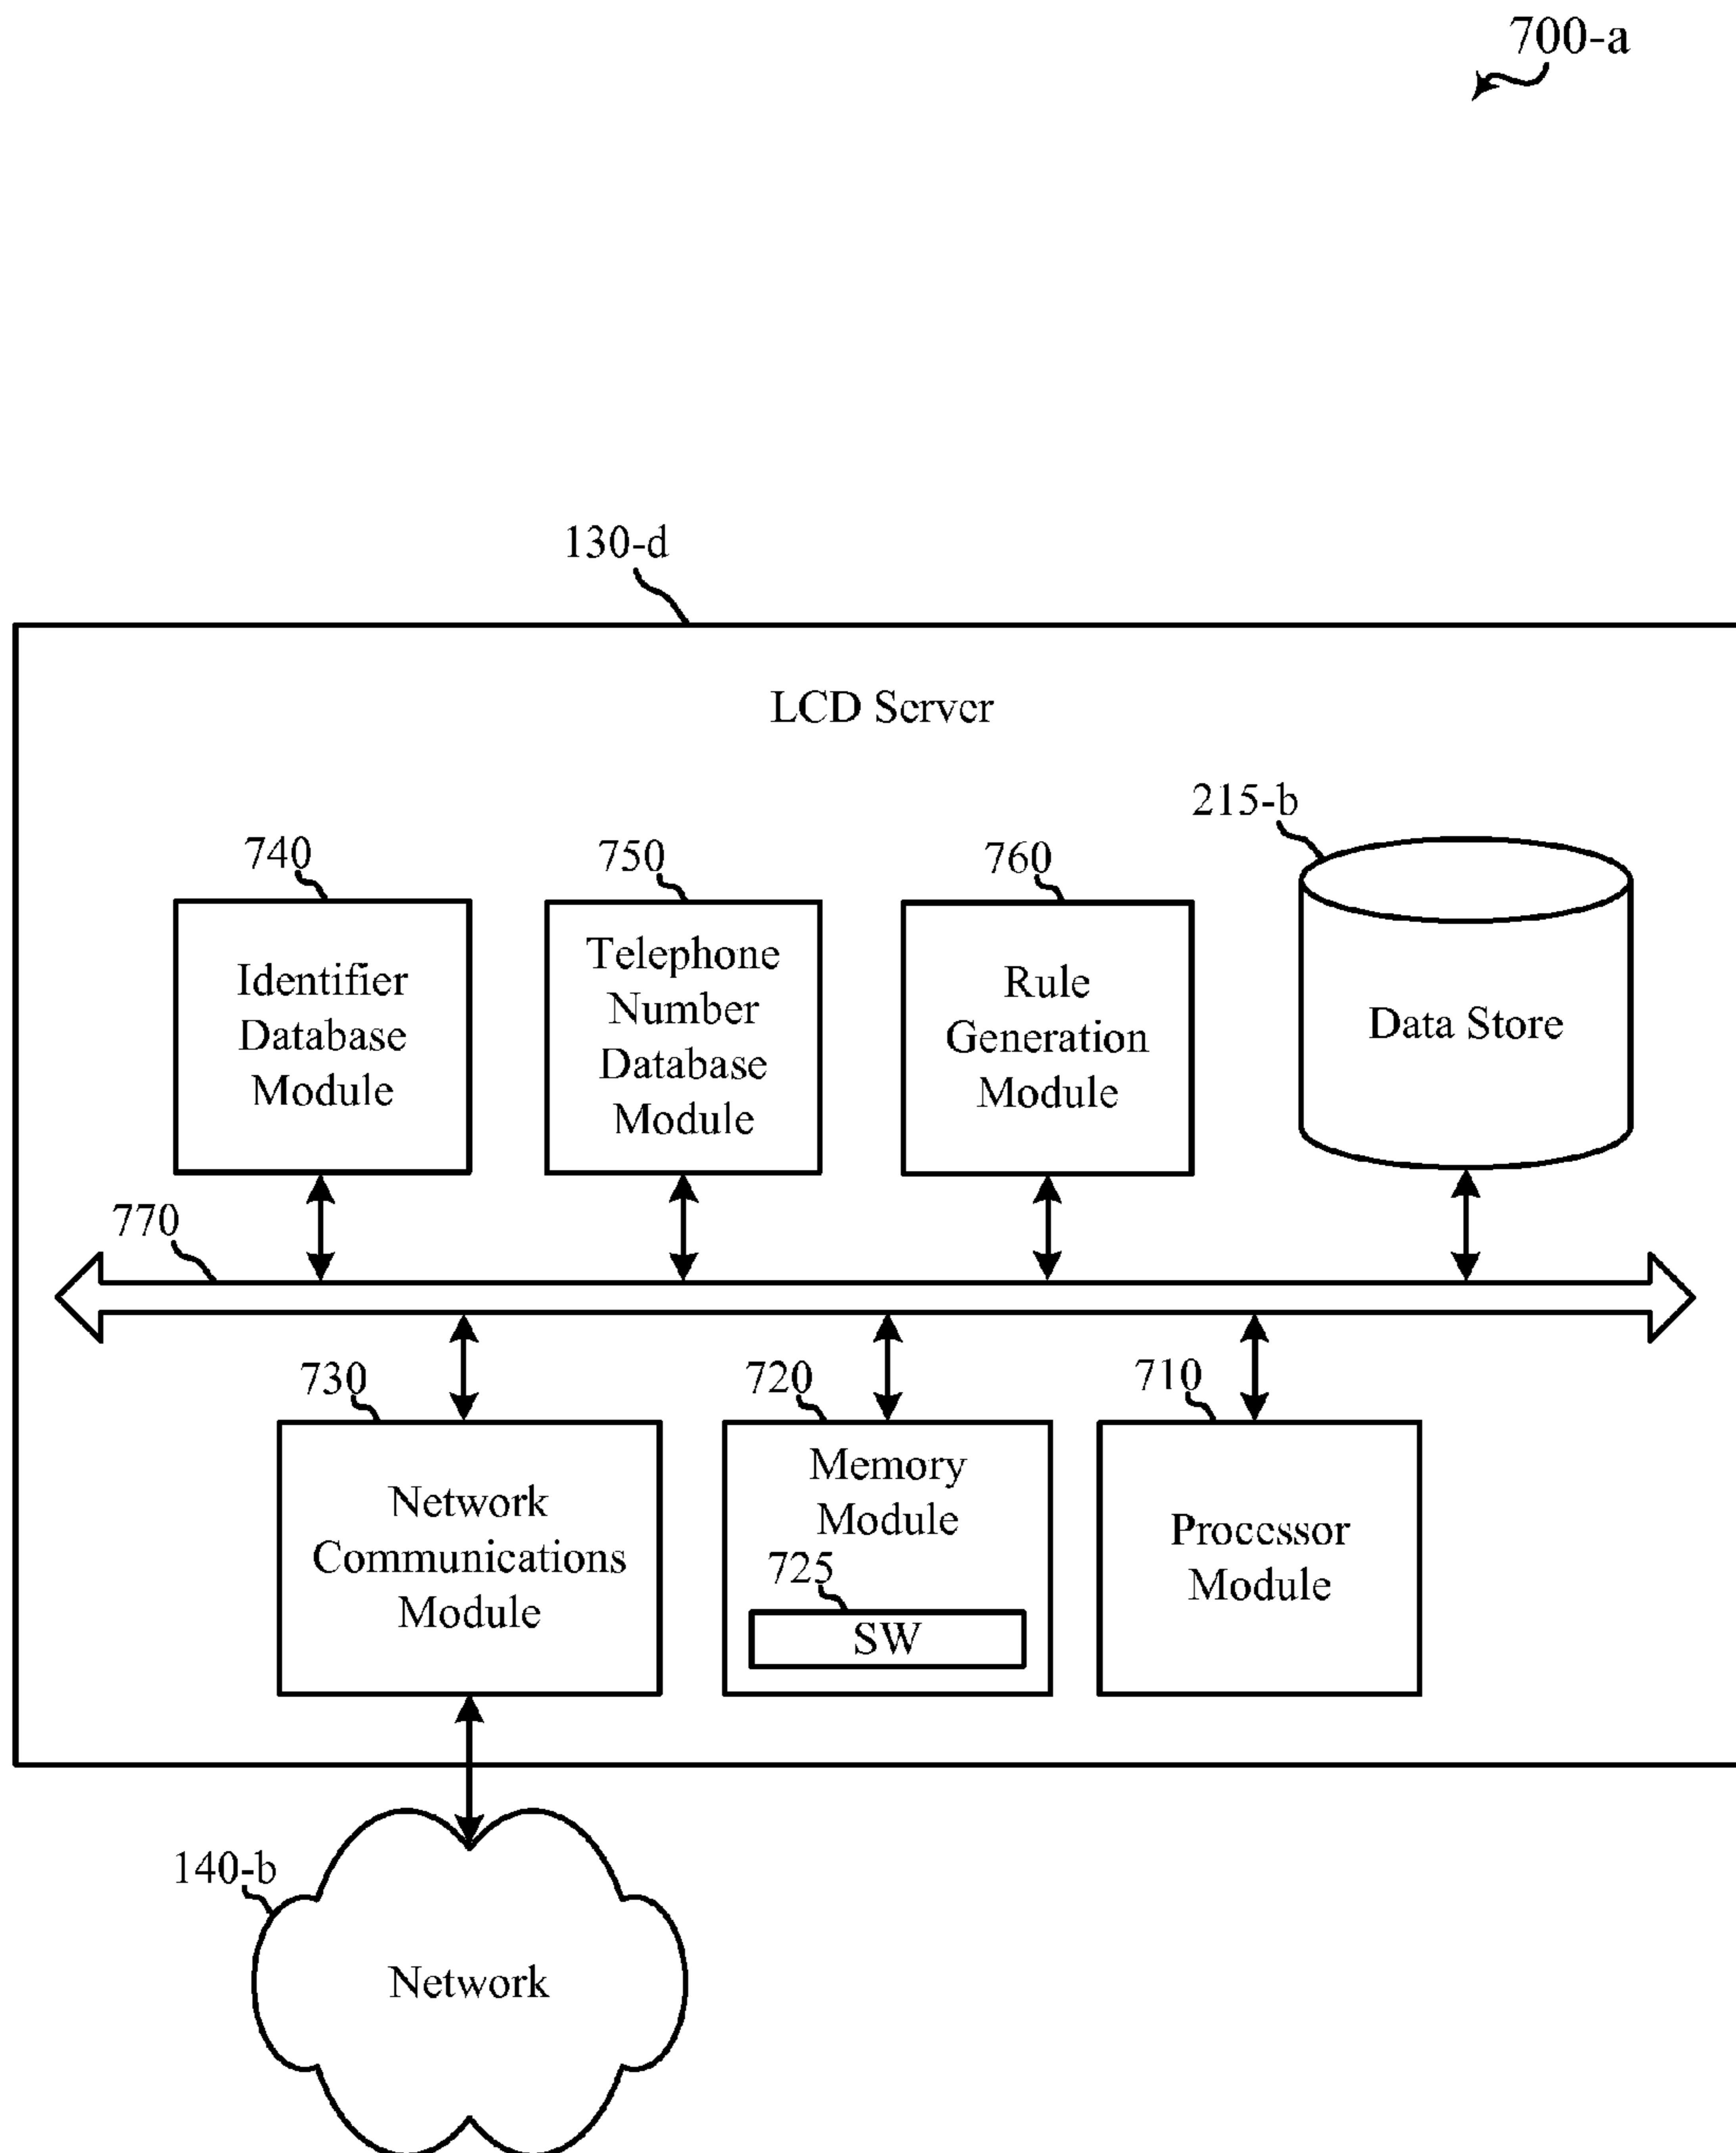 700-a
130-d
LCD Server
215-b
740
750
760
Identifier
Database
Module
Telephone
Number
Database
Module
Rule
Generation
Module
Data Store
770
730
720
710
Network
Communications
Module
Memory
Module
725
SW
Processor
Module
140-b
Network